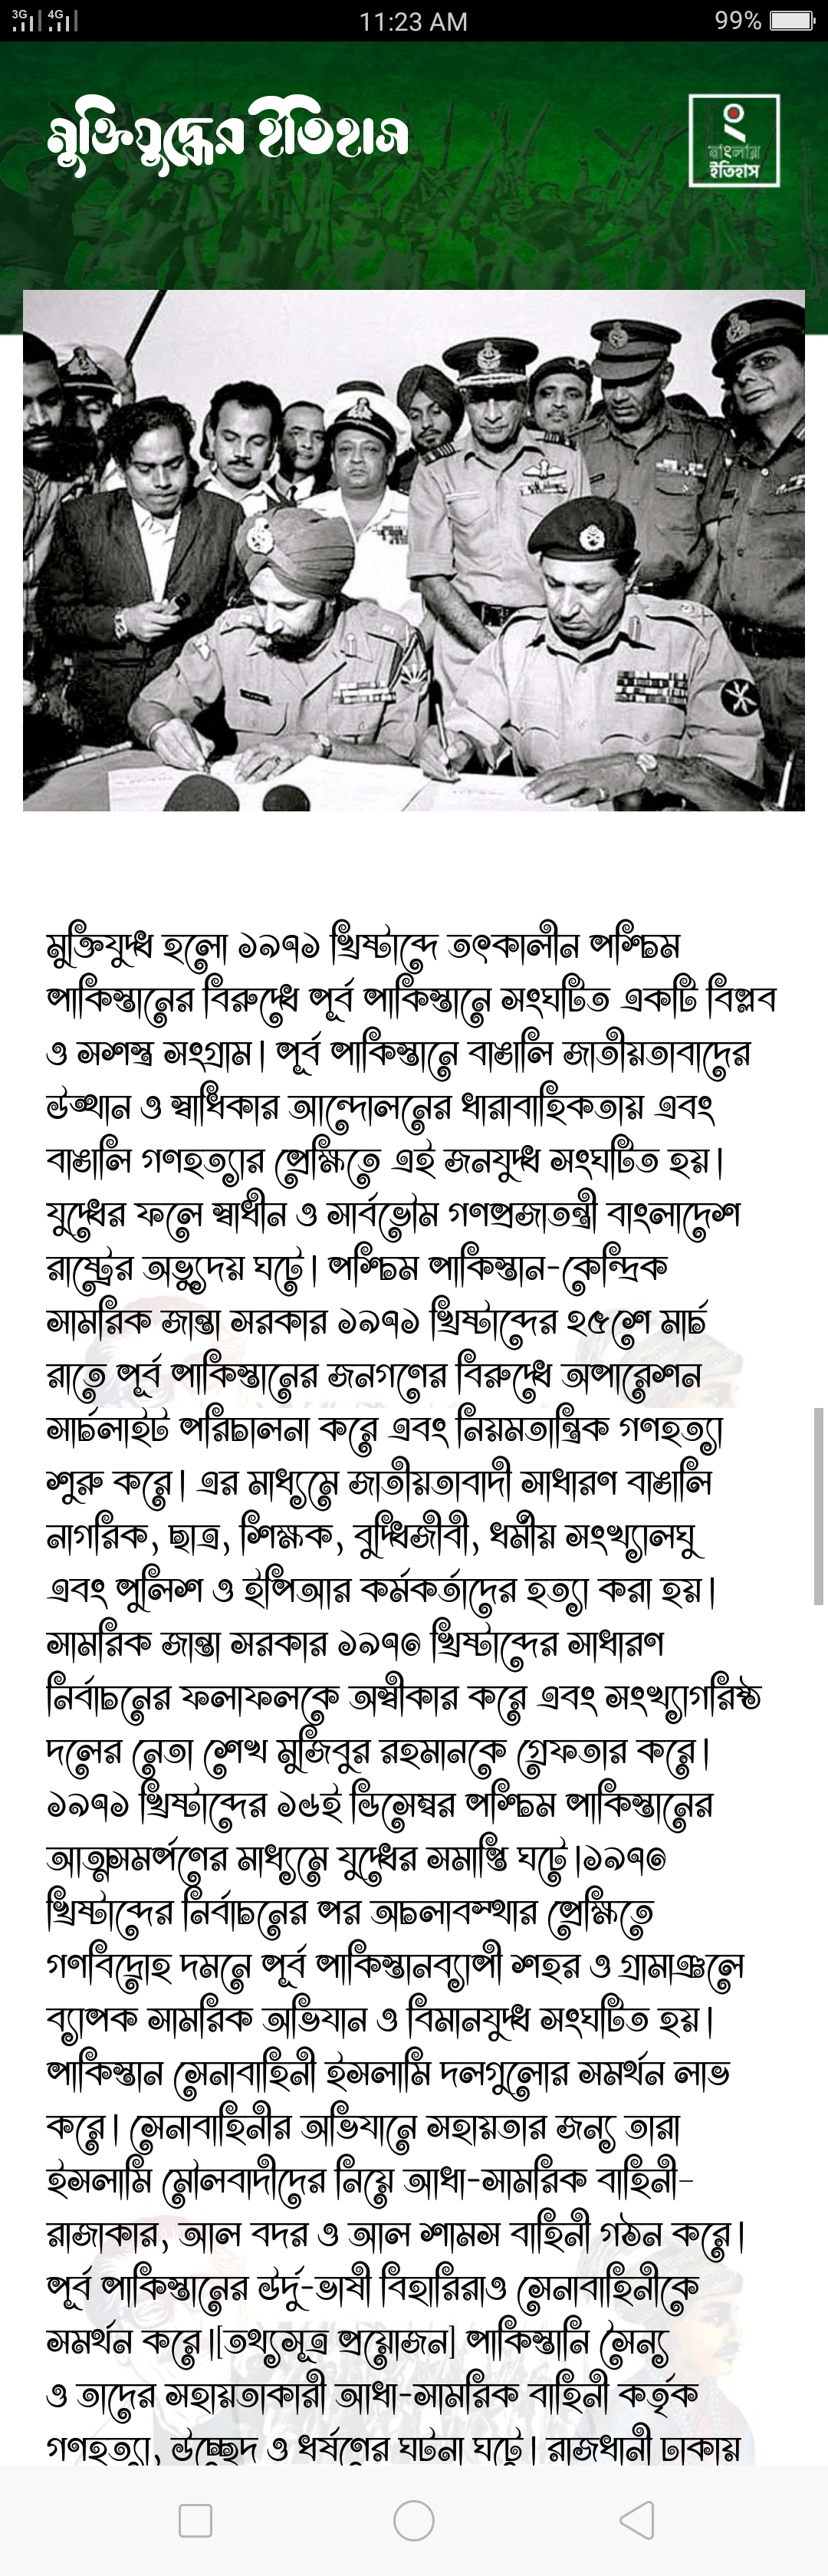 3G 4G 11:23 AM 99%
মুক্তিযুদ্ধের ইতিহাস
বাংলার
ইতিহাস
মুক্তিযুদ্ধ হলো ১৯৭১ খ্রিষ্টাব্দে তৎকালীন পশ্চিম
পাকিস্তানের বিরুদ্ধে পূর্ব পাকিস্তানে সংঘটিত একটি বিপ্লব
ও সশস্ত্র সংগ্রাম। পূর্ব পাকিস্তানে বাঙালি জাতীয়তাবাদের
উত্থান ও স্বাধিকার আন্দোলনের ধারাবাহিকতায় এবং
বাঙালি গণহত্যার প্রেক্ষিতে এই জনযুদ্ধ সংঘটিত হয়।
যুদ্ধের ফলে স্বাধীন ও সার্বভৌম গণপ্রজাতন্ত্রী বাংলাদেশ
রাষ্ট্রের অভ্যুদয় ঘটে। পশ্চিম পাকিস্তান-কেন্দ্রিক
সামরিক জান্তা সরকার ১৯৭১ খ্রিষ্টাব্দের ২৫শে মার্চ
রাতে পূর্ব পাকিস্তানের জনগণের বিরুদ্ধে অপারেশন
সার্চলাইট পরিচালনা করে এবং নিয়মতান্ত্রিক গণহত্যা
শুরু করে। এর মাধ্যমে জাতীয়তাবাদী সাধারণ বাঙালি
নাগরিক, ছাত্র, শিক্ষক, বুদ্ধিজীবী, ধর্মীয় সংখ্যালঘু
এবং পুলিশ ও ইপিআর কর্মকর্তাদের হত্যা করা হয়।
সামরিক জান্তা সরকার ১৯৭০ খ্রিষ্টাব্দের সাধারণ
নির্বাচনের ফলাফলকে অস্বীকার করে এবং সংখ্যাগরিষ্ঠ
দলের নেতা শেখ মুজিবুর রহমানকে গ্রেফতার করে।
১৯৭১ খ্রিষ্টাব্দের ১৬ই ডিসেম্বর পশ্চিম পাকিস্তানের
আত্মসমর্পণের মাধ্যমে যুদ্ধের সমাপ্তি ঘটে।১৯৭০
খ্রিষ্টাব্দের নির্বাচনের পর অচলাবস্থার প্রেক্ষিতে
গণবিদ্রোহ দমনে পূর্ব পাকিস্তানব্যাপী শহর ও গ্রামাঞ্চলে
ব্যাপক সামরিক অভিযান ও বিমানযুদ্ধ সংঘটিত হয়।
পাকিস্তান সেনাবাহিনী ইসলামি দলগুলোর সমর্থন লাভ
করে। সেনাবাহিনীর অভিযানে সহায়তার জন্য তারা
ইসলামি মৌলবাদীদের নিয়ে আধা-সামরিক বাহিনী–
রাজাকার, আল বদর ও আল শামস বাহিনী গঠন করে।
পূর্ব পাকিস্তানের উর্দু-ভাষী বিহারিরাও সেনাবাহিনীকে
সমর্থন করে।[তথ্যসূত্র প্রয়োজন] পাকিস্তানি সৈন্য
ও তাদের সহায়তাকারী আধা-সামরিক বাহিনী কর্তৃক
গণহত্যা, উচ্ছেদ ও ধর্ষণের ঘটনা ঘটে। রাজধানী ঢাকায়